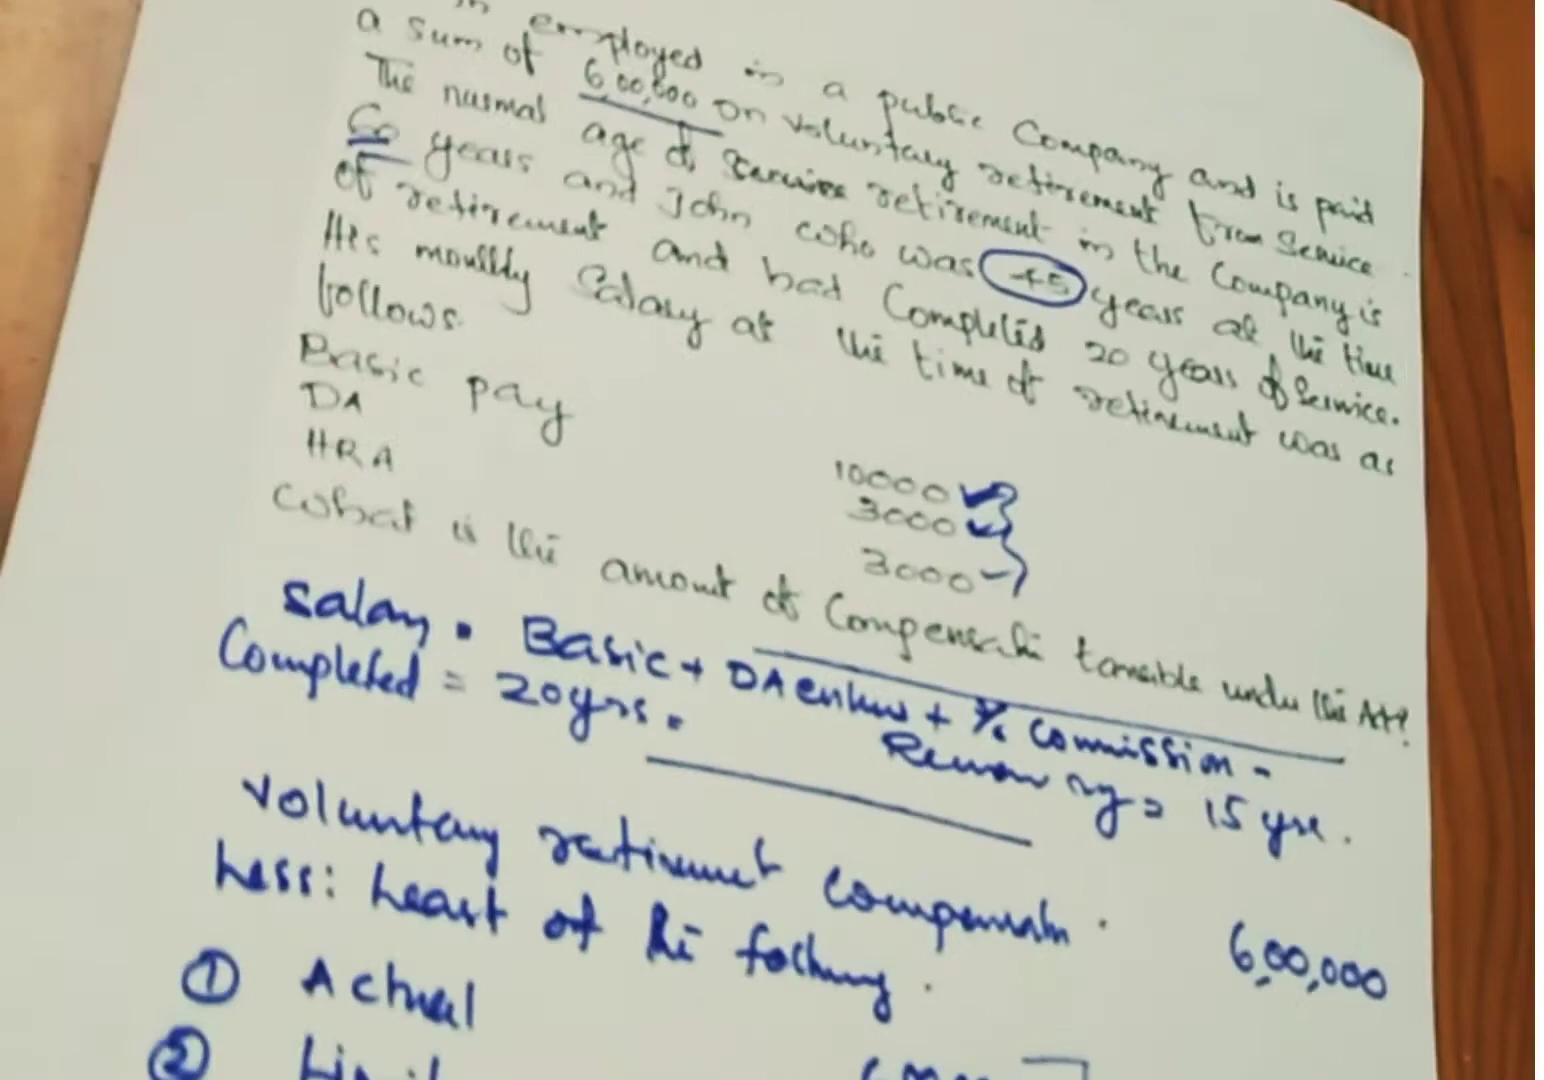 employed in a public Company and is paid
a sum of 6,00,000 on voluntary retirement from Service.
The normal age of Service retirement in the Company is
60 years and John who was 45 years at the time
of retirement and had Completed 20 years of Service.
His monthly Salary at the time of retirement was as
follows.
Basic pay 10000
DA 3000
HRA 3000
What is the amount of Compensati taxable under the Act?
Salary = Basic + DA + % Commission -
Completed = 20yrs. = 15 yrs.
Voluntary retirement compensatn. 6,00,000
Less: Least of the following.
① Actual
② Limit